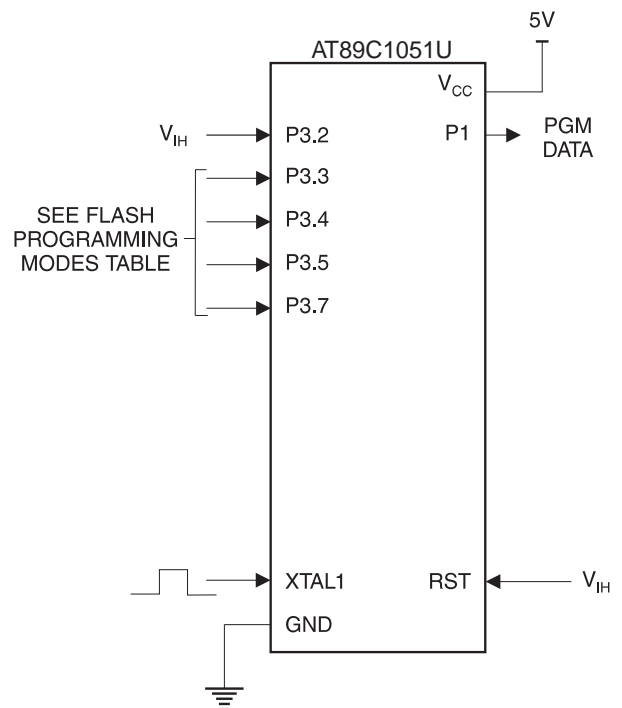 5V
AT89C1051U
VCC
VIH
P3.2
P1
PGM
DATA
P3.3
SEE FLASH
PROGRAMMING
MODES TABLE
P3.4
P3.5
P3.7
XTAL1
RST
VIH
GND